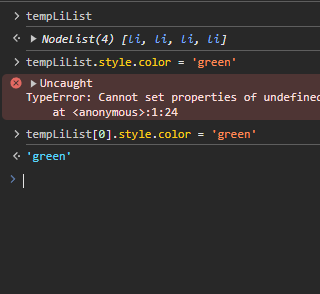 tempLiList
NodeList(4) [li, li, li, li]
tempLiList.style.color = 'green'
Uncaught
TypeError: Cannot set properties of undefined
at <anonymous>:1:24
tempLiList[0].style.color = 'green'
'green'